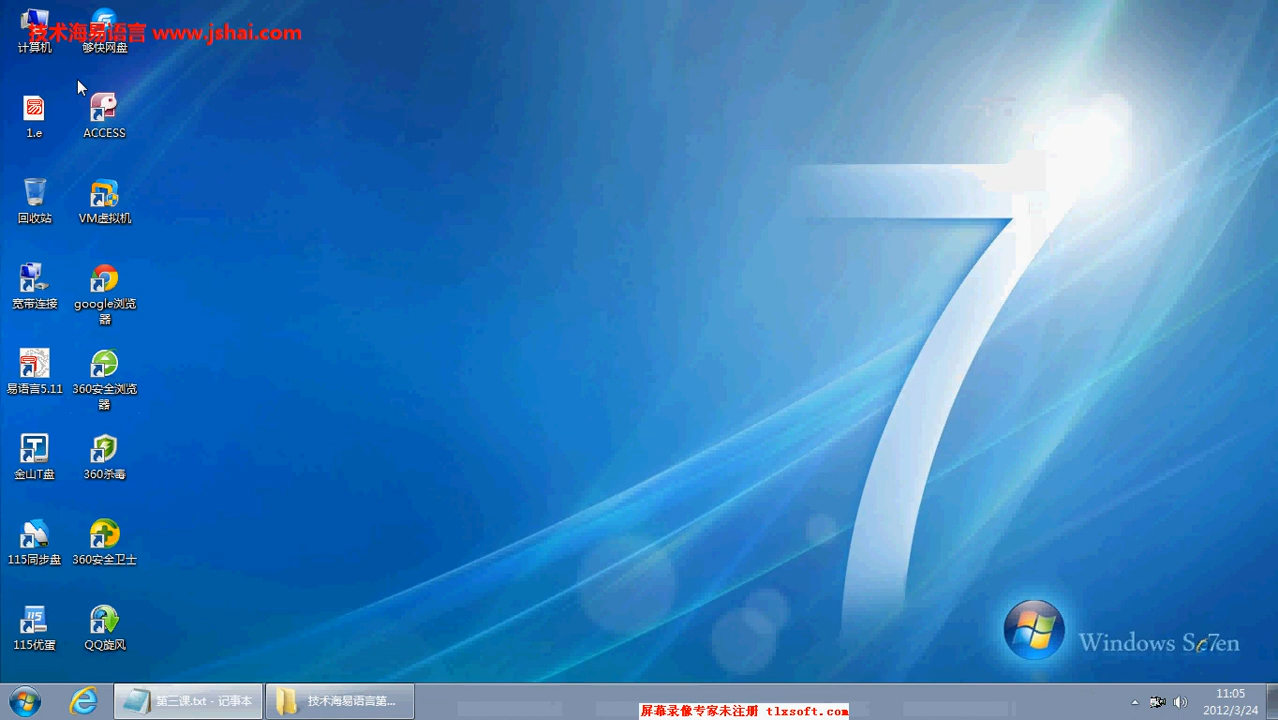 技术海易语言 www.jshai.com
计算机
够快网盘
1.e
ACCESS
回收站
VM虚拟机
宽带连接
google浏览
器
易语言5.11
360安全浏览
器
金山T盘
360杀毒
115同步盘
360安全卫士
115优蛋
QQ旋风
Windows Se7en
第三课.txt - 记事本
技术海易语言第...
屏幕录像专家未注册 tlxsoft.com
11:05
2012/3/24